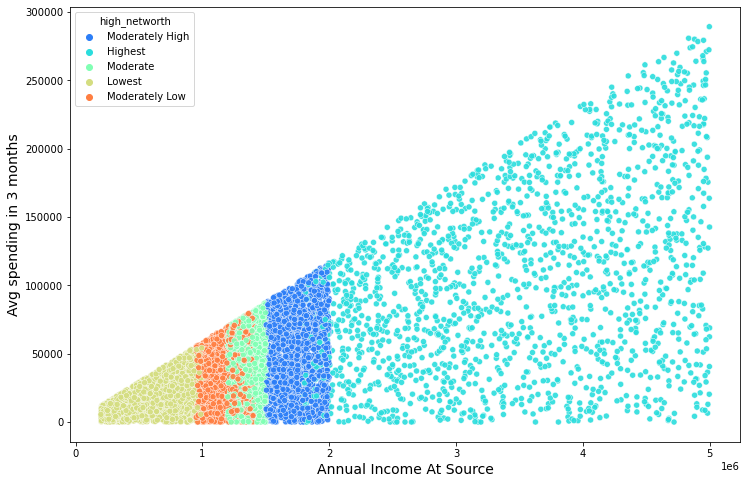 high_networth
Moderately High
Highest
Moderate
Lowest
Moderately Low
300000
250000
200000
150000
100000
50000
0
Avg spending in 3 months
0 1 2 3 4 5
1e6
Annual Income At Source